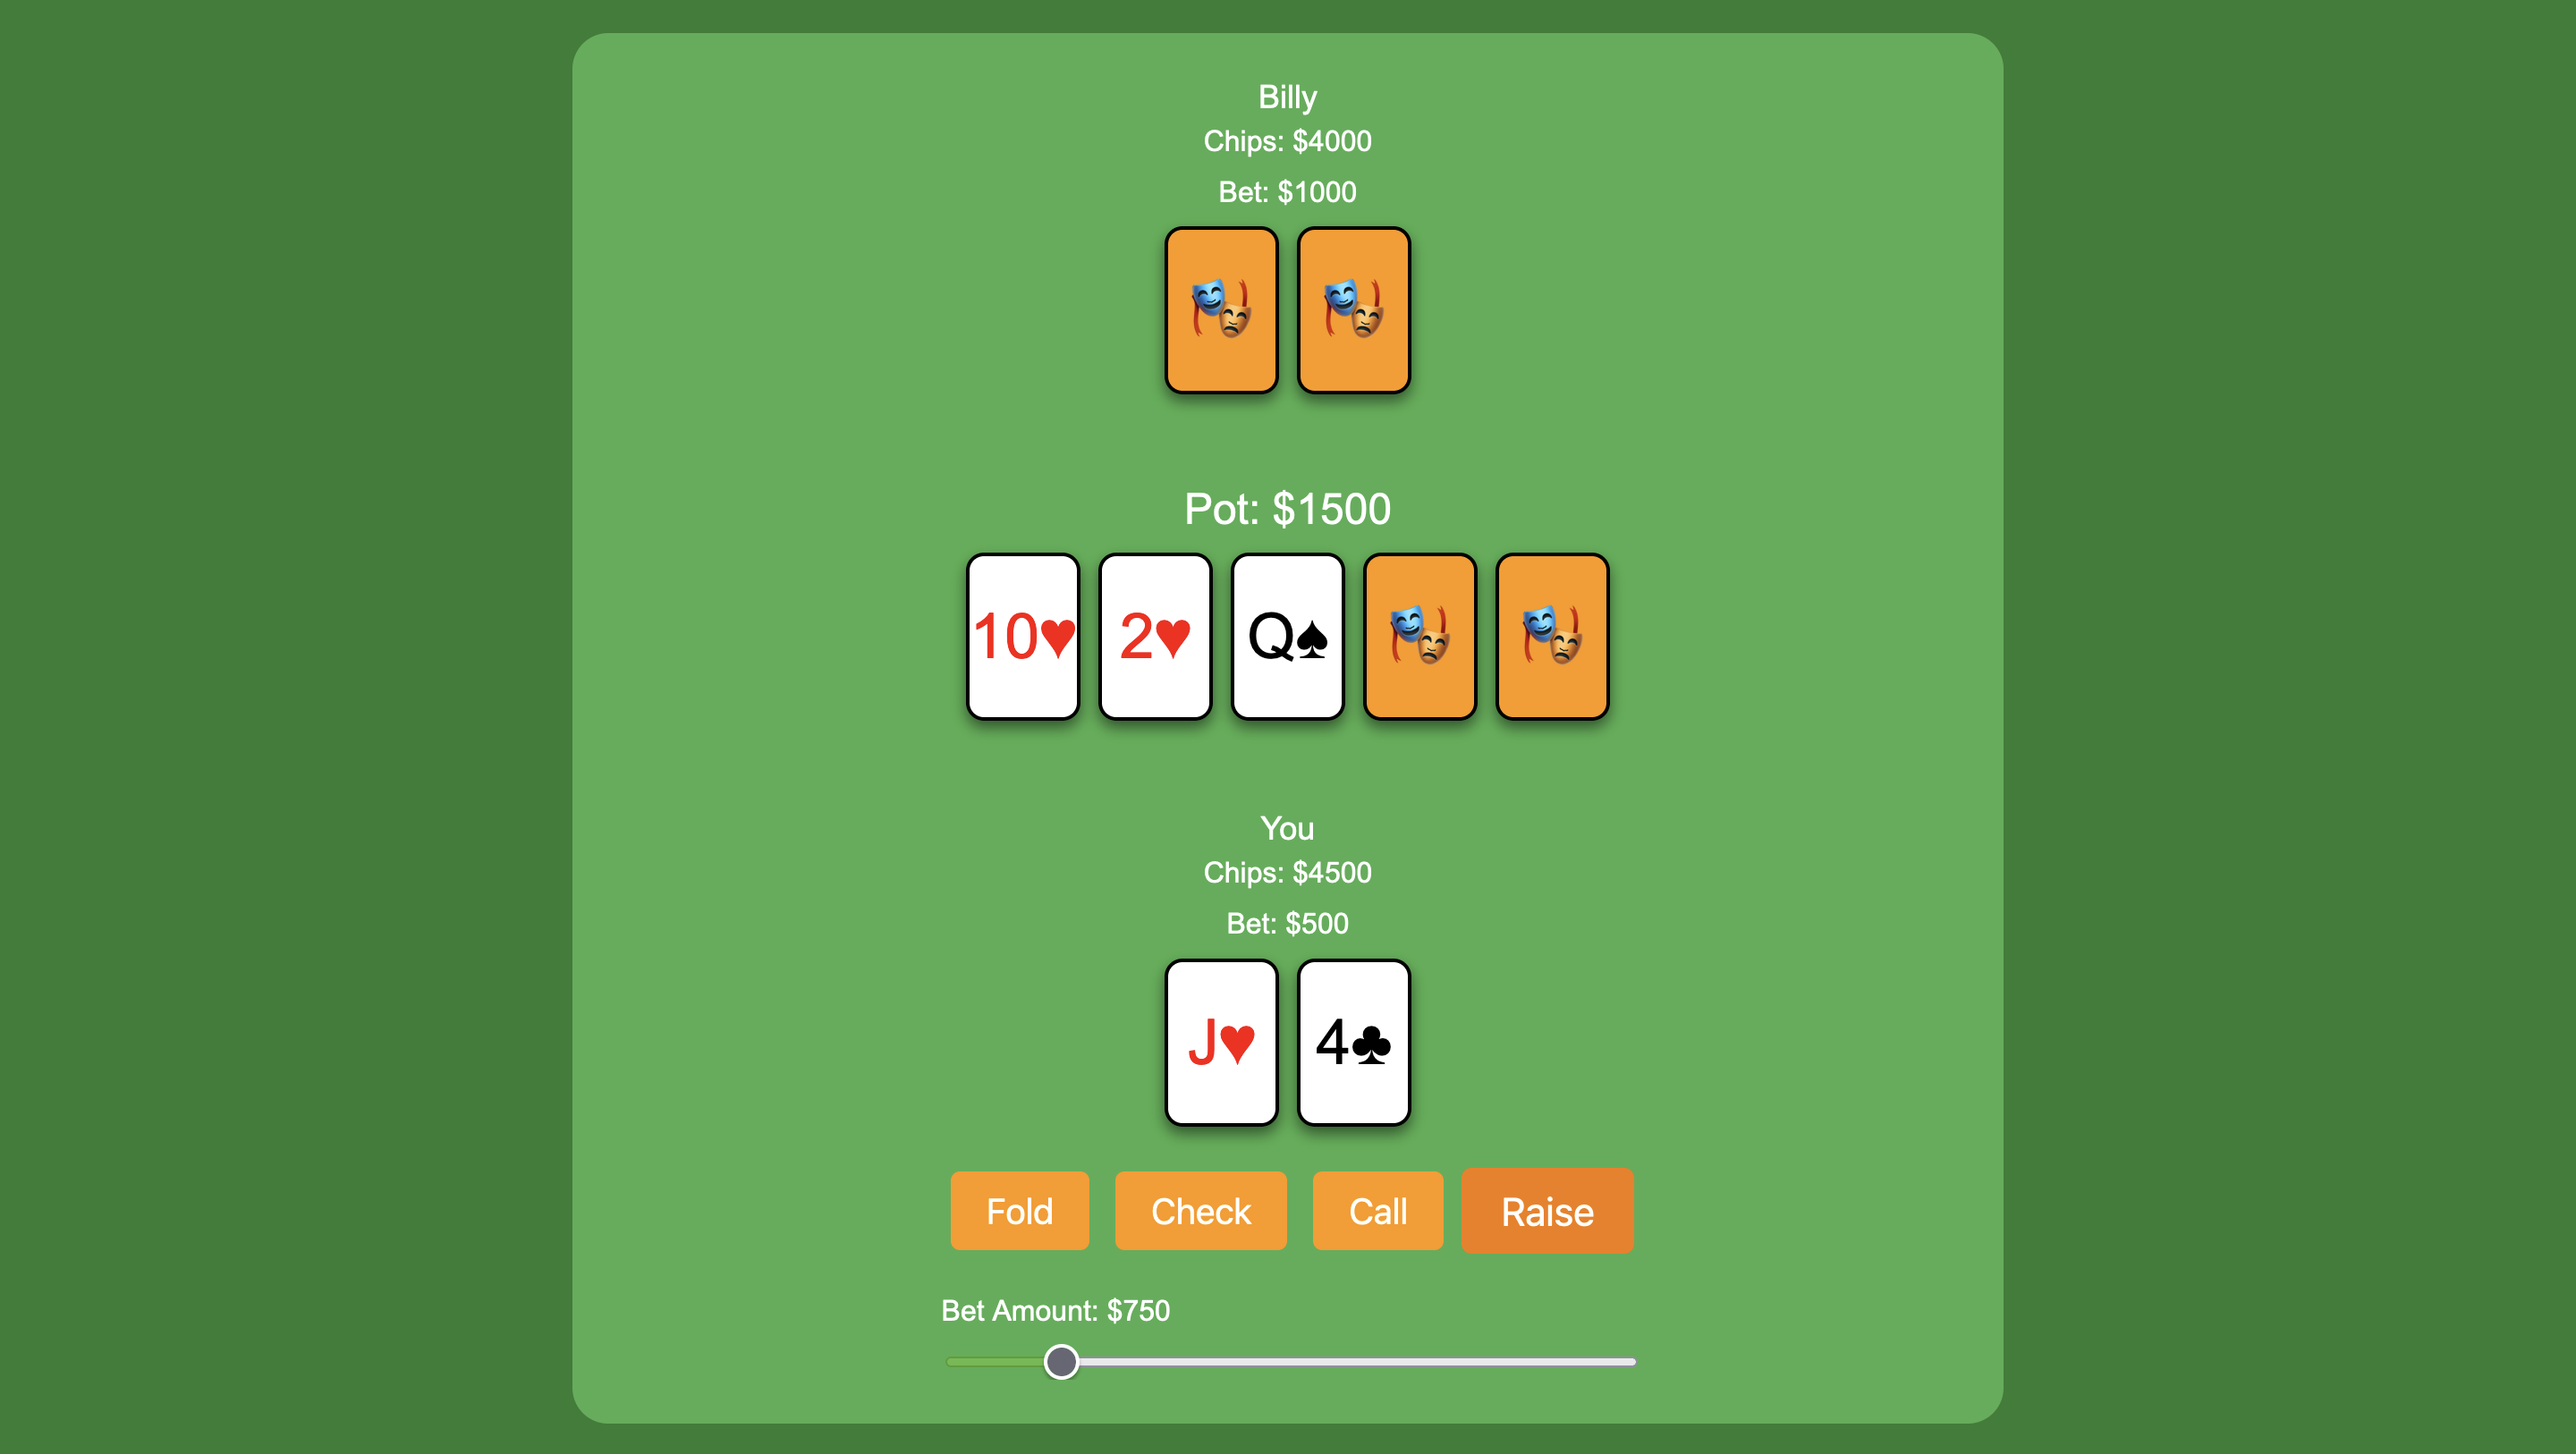 Billy
Chips: $4000
Bet: $1000
Pot: $1500
10♥ 2♥ Q♠
You
Chips: $4500
Bet: $500
J♥ 4♣
Fold Check Call Raise
Bet Amount: $750